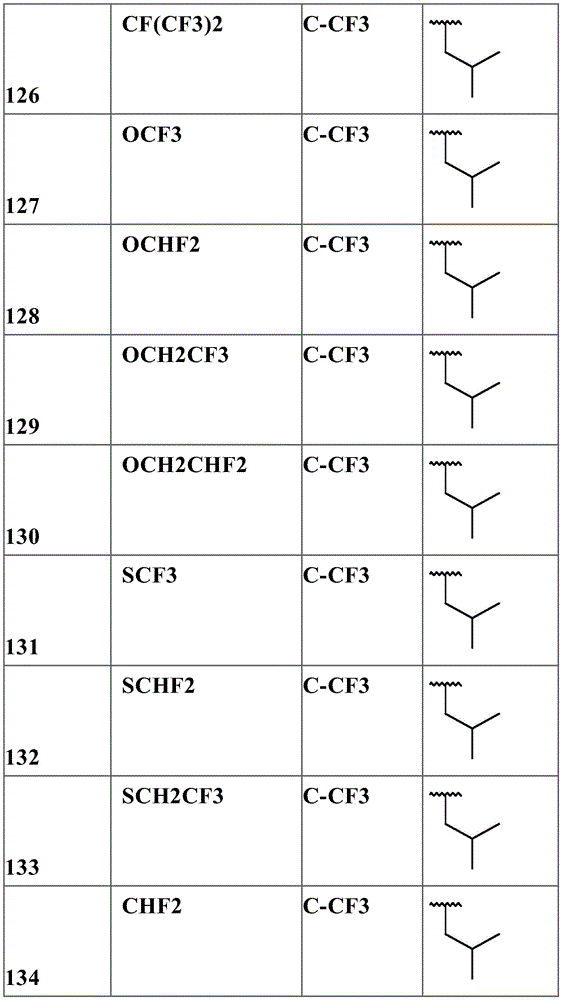 CF(CF3)2 C-CF3
126
OCF3 C-CF3
127
OCHF2 C-CF3
128
OCH2CF3 C-CF3
129
OCH2CHF2 C-CF3
130
SCF3 C-CF3
131
SCHF2 C-CF3
132
SCH2CF3 C-CF3
133
CHF2 C-CF3
134